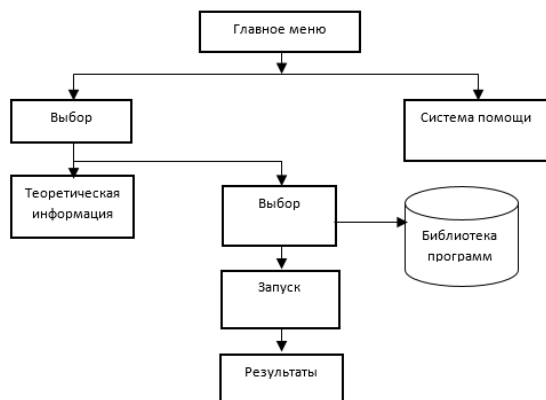 Главное меню
Выбор
Система помощи
Теоретическая
информация
Выбор
Библиотека
программ
Запуск
Результаты